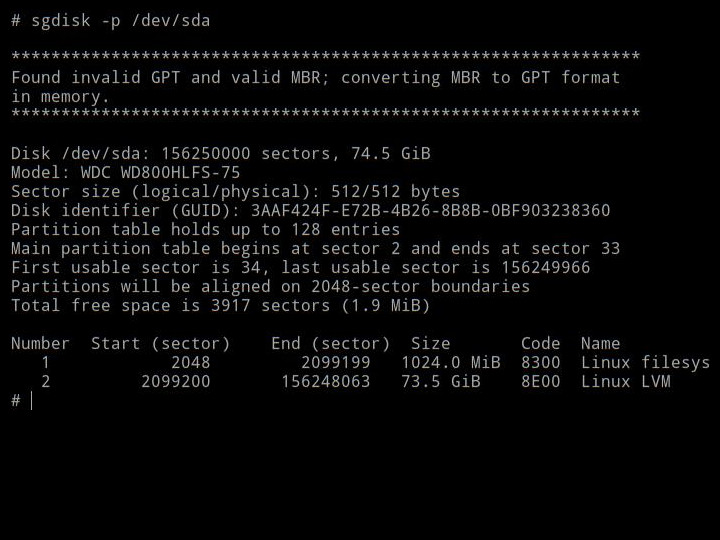 # sgdisk -p /dev/sda
***************************************************************
Found invalid GPT and valid MBR; converting MBR to GPT format
in memory.
***************************************************************
Disk /dev/sda: 156250000 sectors, 74.5 GiB
Model: WDC WD800HLFS-75
Sector size (logical/physical): 512/512 bytes
Disk identifier (GUID): 3AAF424F-E72B-4B26-8B8B-0BF903238360
Partition table holds up to 128 entries
Main partition table begins at sector 2 and ends at sector 33
First usable sector is 34, last usable sector is 156249966
Partitions will be aligned on 2048-sector boundaries
Total free space is 3917 sectors (1.9 MiB)
Number  Start (sector)    End (sector)  Size       Code  Name
   1            2048         2099199   1024.0 MiB  8300  Linux filesys
   2         2099200       156248063   73.5 GiB    8E00  Linux LVM
#